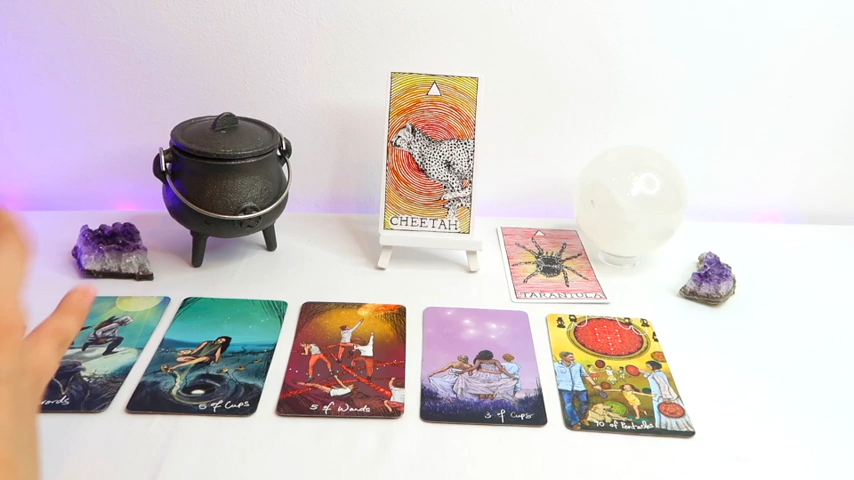 CHEETAH
TARANTULA
5 of Cups
5 of Wands
3 of Cups
10 of Pentacles